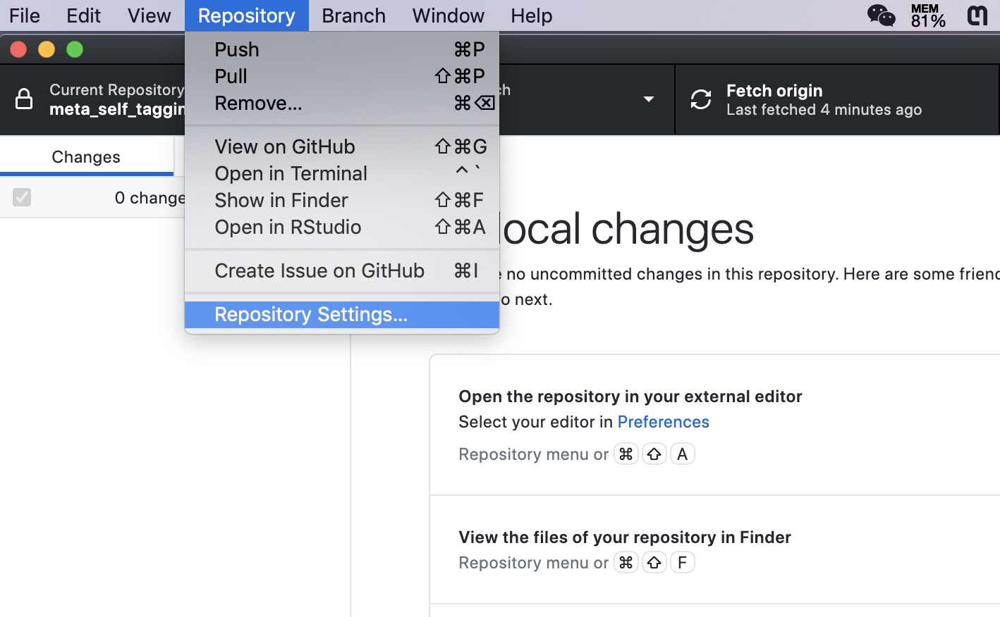 File Edit View Repository Branch Window Help MEM 81%
Push ⌘P
Pull ⇧⌘P
Remove... ⌘⌫
View on GitHub ⇧⌘G
Open in Terminal ^ `
Show in Finder ⇧⌘F
Open in RStudio ⇧⌘A
Create Issue on GitHub ⌘I
Repository Settings...
Current Repository
meta_self_taggin
ch
Fetch origin
Last fetched 4 minutes ago
Changes
0 change
local changes
e no uncommitted changes in this repository. Here are some frien
o next.
Open the repository in your external editor
Select your editor in Preferences
Repository menu or ⌘ ⇧ A
View the files of your repository in Finder
Repository menu or ⌘ ⇧ F